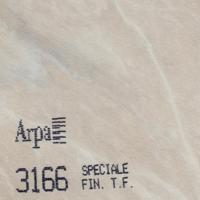 Arpa
3166 SPECIALE
FIN. T.F.